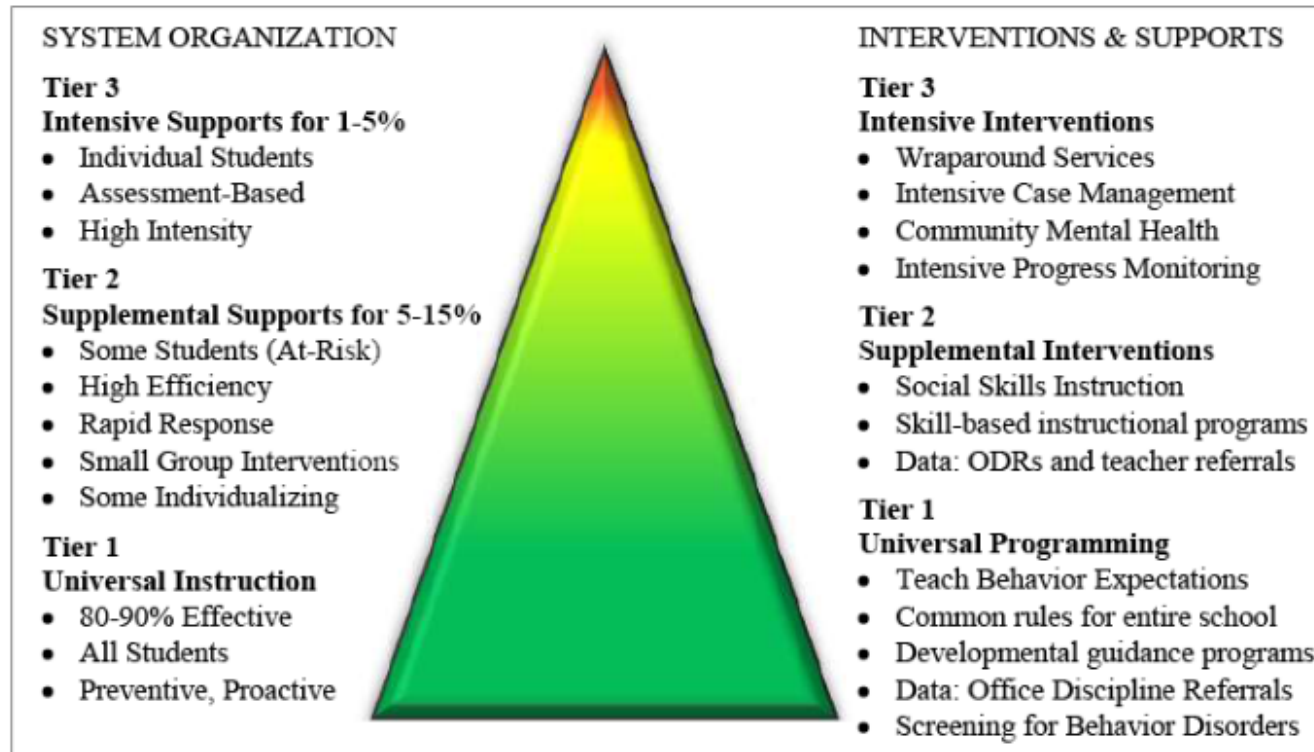 SYSTEM ORGANIZATION
Tier 3
Intensive Supports for 1-5%
• Individual Students
• Assessment-Based
• High Intensity
Tier 2
Supplemental Supports for 5-15%
• Some Students (At-Risk)
• High Efficiency
• Rapid Response
• Small Group Interventions
• Some Individualizing
Tier 1
Universal Instruction
• 80-90% Effective
• All Students
• Preventive, Proactive
INTERVENTIONS & SUPPORTS
Tier 3
Intensive Interventions
• Wraparound Services
• Intensive Case Management
• Community Mental Health
• Intensive Progress Monitoring
Tier 2
Supplemental Interventions
• Social Skills Instruction
• Skill-based instructional programs
• Data: ODRs and teacher referrals
Tier 1
Universal Programming
• Teach Behavior Expectations
• Common rules for entire school
• Developmental guidance programs
• Data: Office Discipline Referrals
• Screening for Behavior Disorders